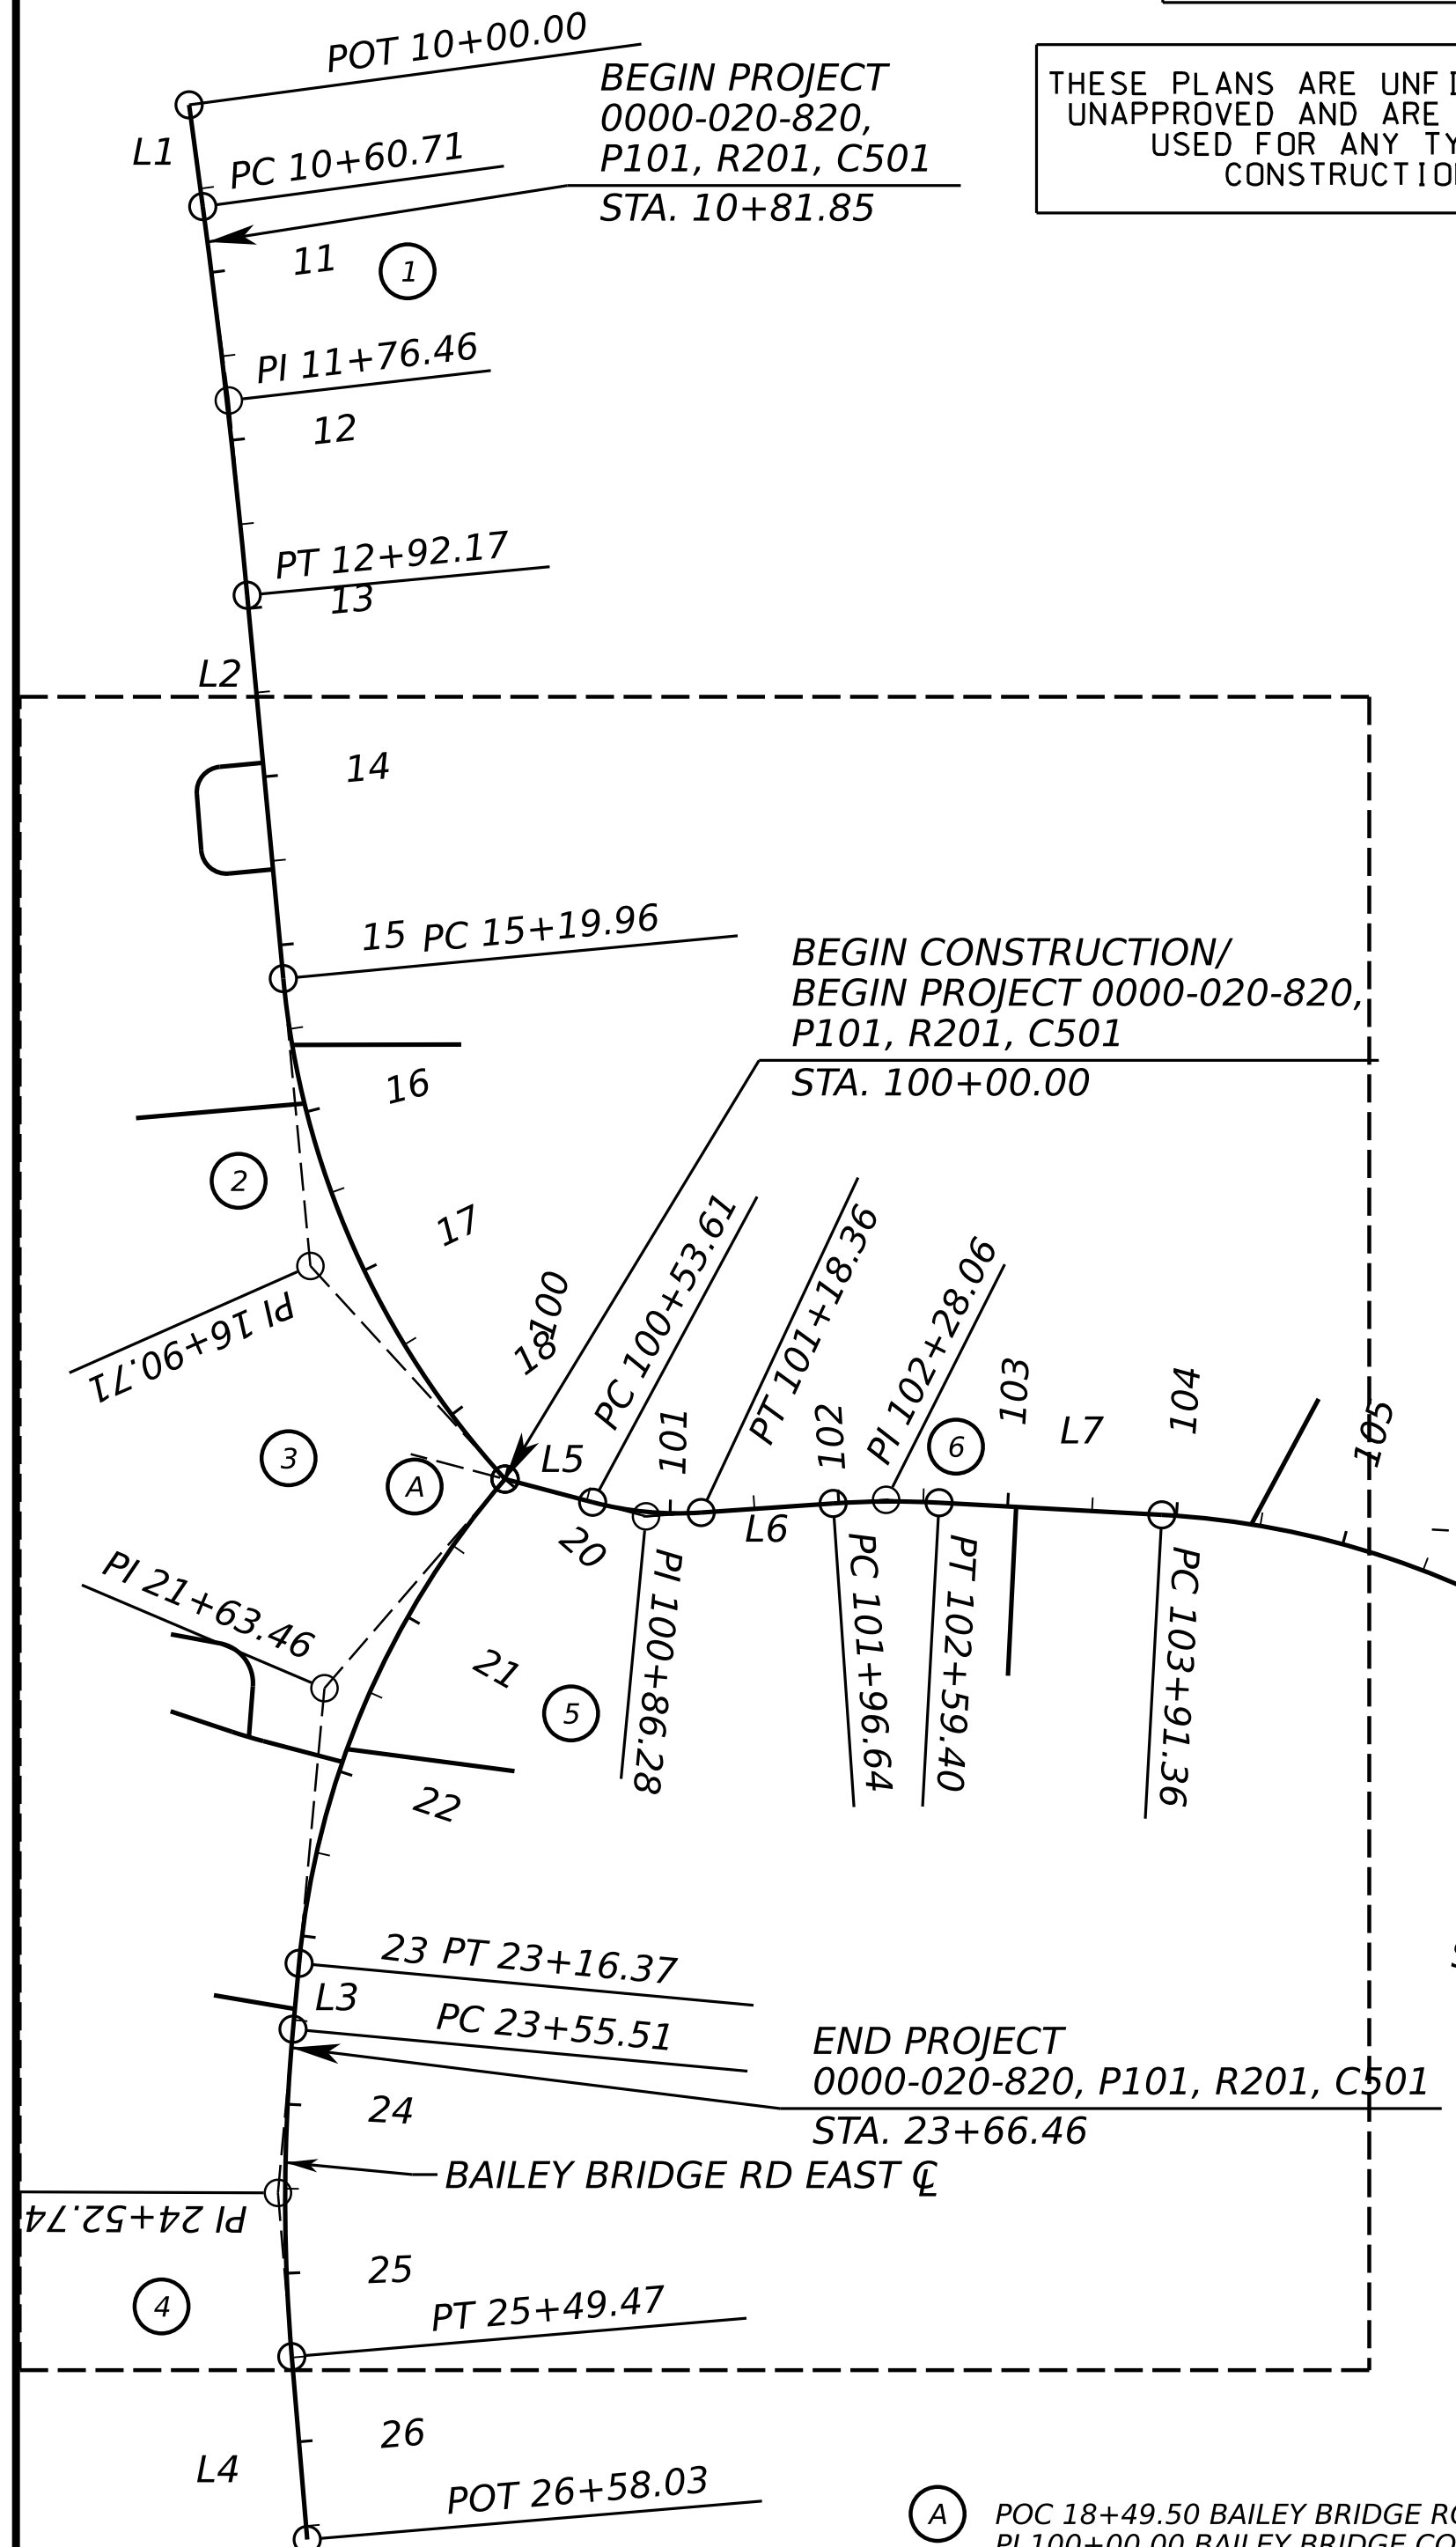 POT 10+00.00
BEGIN PROJECT
0000-020-820,
P101, R201, C501
STA. 10+81.85
THESE PLANS ARE
UNAPPROVED AND ARE
USED FOR ANY
L1
PC 10+60.71
11
1
PI 11+76.46
12
PT 12+92.17
13
L2
14
15
PC 15+19.96
BEGIN CONSTRUCTION/
BEGIN PROJECT 0000-020-820,
P101, R201, C501
STA. 100+00.00
16
2
17
PI 16+90.71
18
100
PC 100+53.61
PT 101+18.36
PI 102+28.06
103
104
105
3
A
L5
101
102
6
L7
L6
20
PI 100+86.28
PC 101+96.64
PT 102+59.40
PC 103+91.36
PI 21+63.46
21
5
22
23
PT 23+16.37
L3
PC 23+55.51
END PROJECT
0000-020-820, P101, R201, C501
STA. 23+66.46
24
BAILEY BRIDGE RD EAST ℄
PI 24+52.74
25
4
PT 25+49.47
26
L4
POT 26+58.03
A
POC 18+49.50 BAILEY BRIDGE
PI 100+00.00 BAILEY BRIDGE